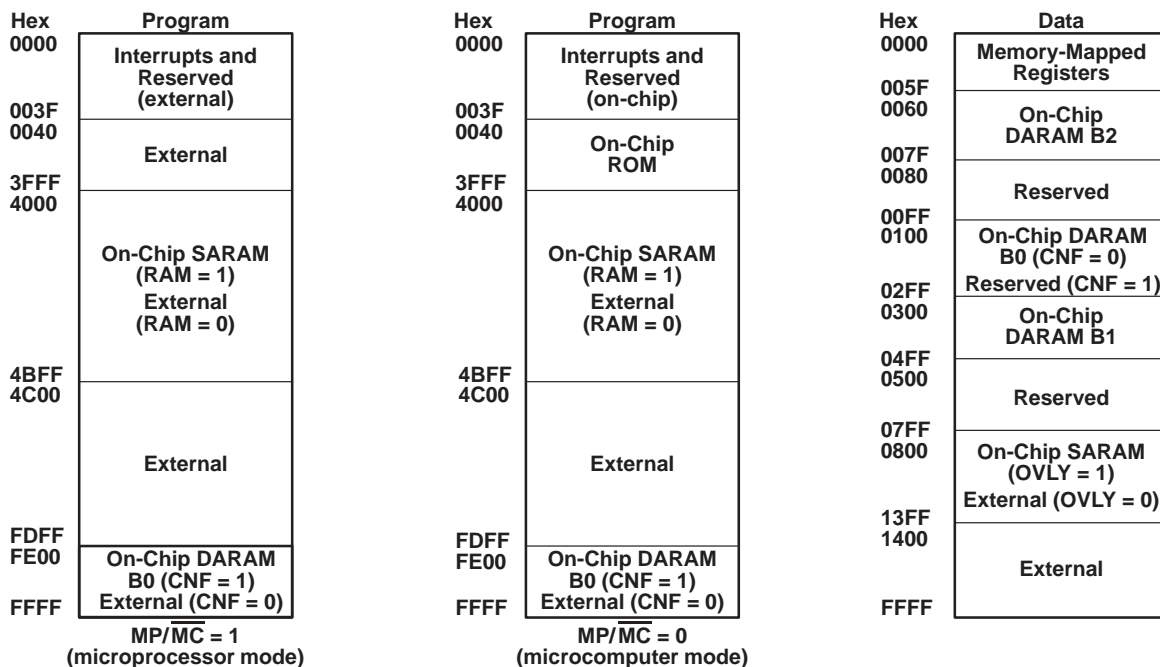 Hex Program
0000
Interrupts and
Reserved
(external)
003F
0040
External
3FFF
4000
On-Chip SARAM
(RAM = 1)
External
(RAM = 0)
4BFF
4C00
External
FDFF
FE00
On-Chip DARAM
B0 (CNF = 1)
External (CNF = 0)
FFFF
MP/MC = 1
(microprocessor mode)
Hex Program
0000
Interrupts and
Reserved
(on-chip)
003F
0040
On-Chip
ROM
3FFF
4000
On-Chip SARAM
(RAM = 1)
External
(RAM = 0)
4BFF
4C00
External
FDFF
FE00
On-Chip DARAM
B0 (CNF = 1)
External (CNF = 0)
FFFF
MP/MC = 0
(microcomputer mode)
Hex Data
0000
Memory-Mapped
Registers
005F
0060
On-Chip
DARAM B2
007F
0080
Reserved
00FF
0100
On-Chip DARAM
B0 (CNF = 0)
Reserved (CNF = 1)
02FF
0300
On-Chip
DARAM B1
04FF
0500
Reserved
07FF
0800
On-Chip SARAM
(OVLY = 1)
External (OVLY = 0)
13FF
1400
External
FFFF